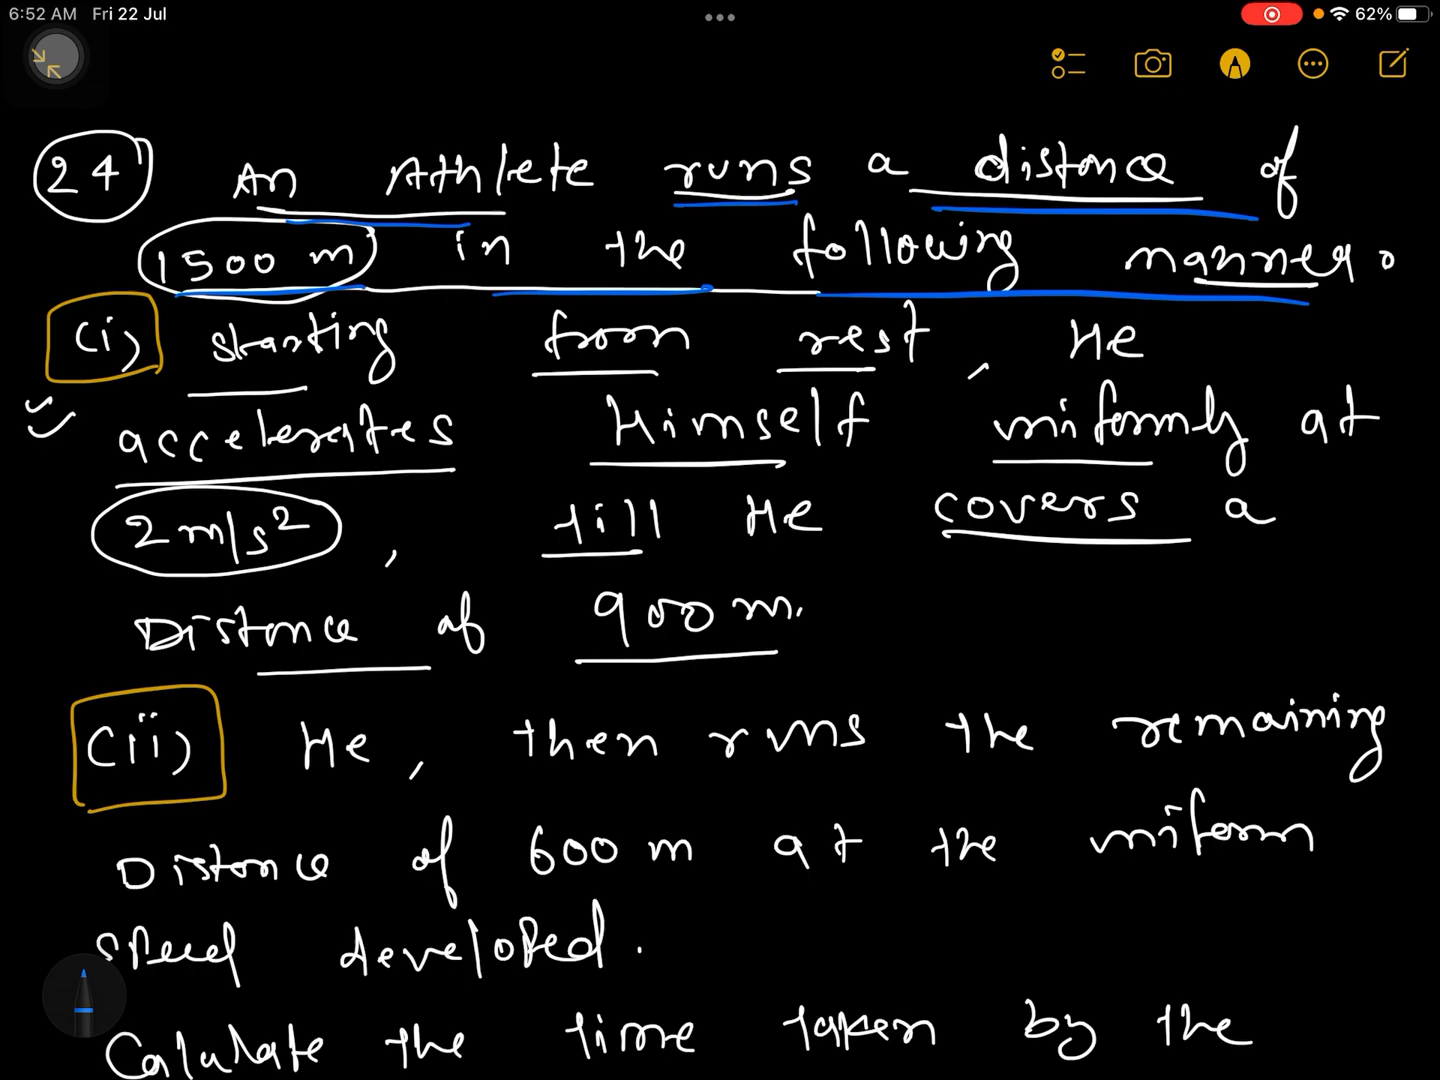 6:52 AM Fri 22 Jul
62%
24 An Athlete runs a distance of
1500 m in the following manner.
(i) starting from rest, He
accelerates Himself uniformly at
2 m/s², till He covers a
Distance of 900 m.
(ii) He, then runs the remaining
Distance of 600 m at the uniform
speed developed.
Calulate the time taken by the